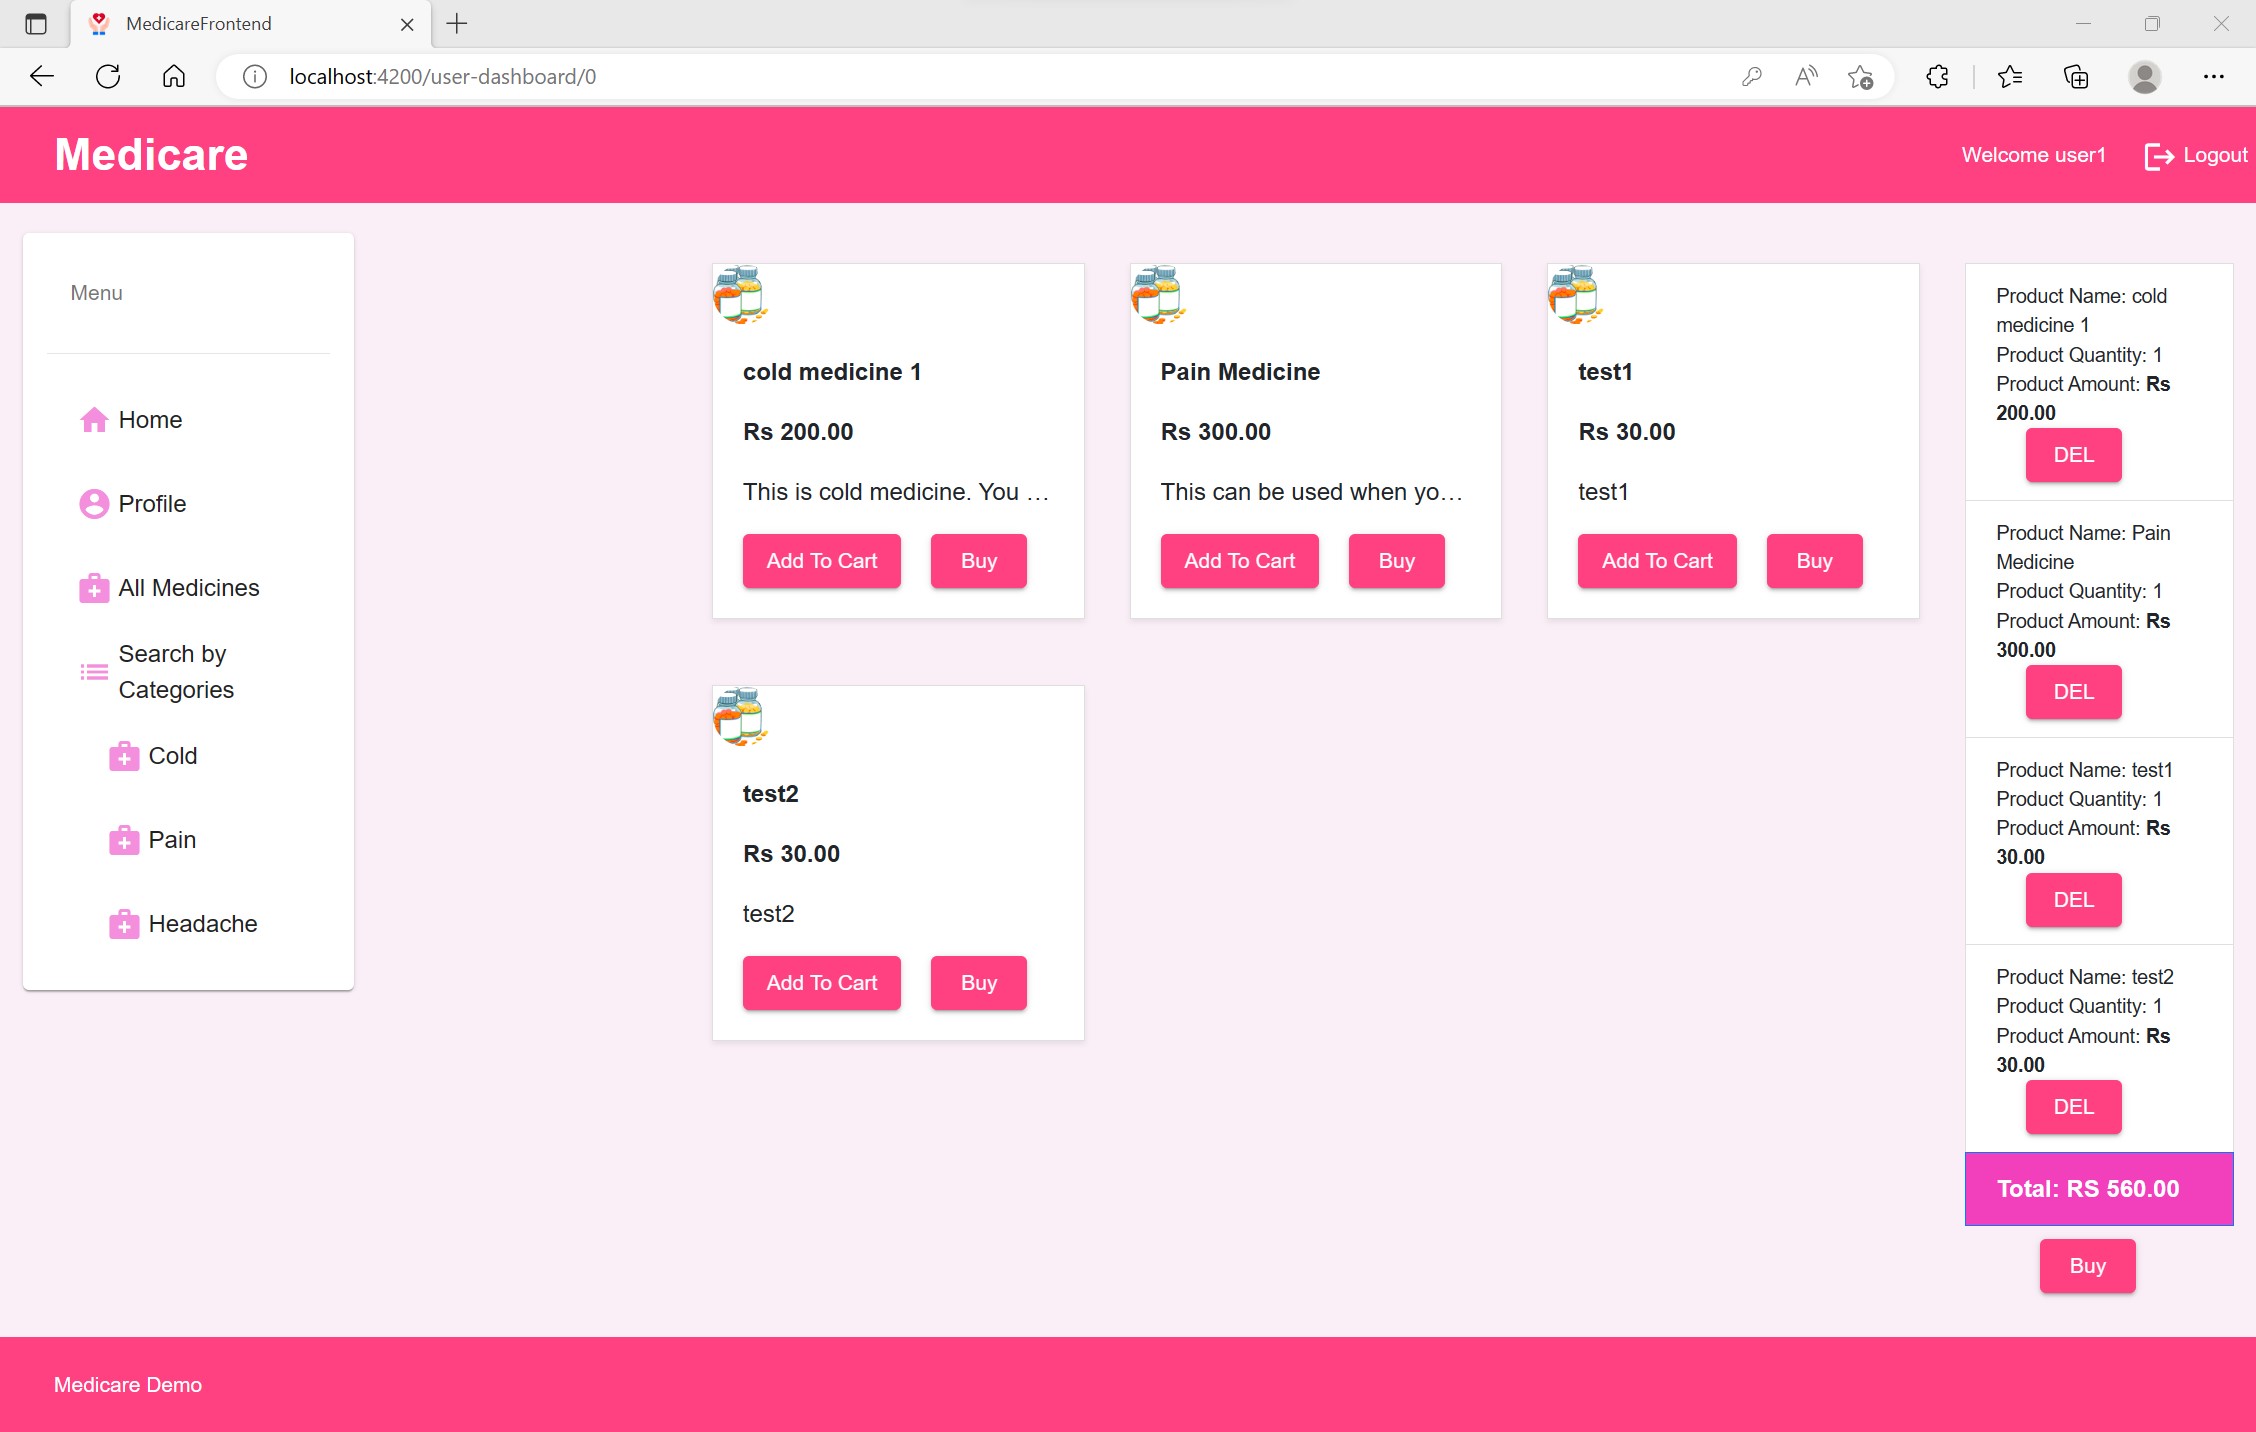 MedicareFrontend
localhost:4200/user-dashboard/0
Medicare
Welcome user1
Logout
Menu
Home
Profile
All Medicines
Search by
Categories
Cold
Pain
Headache
cold medicine 1
Rs 200.00
This is cold medicine. You …
Add To Cart
Buy
Pain Medicine
Rs 300.00
This can be used when yo…
Add To Cart
Buy
test1
Rs 30.00
test1
Add To Cart
Buy
test2
Rs 30.00
test2
Add To Cart
Buy
Product Name: cold
medicine 1
Product Quantity: 1
Product Amount: Rs
200.00
DEL
Product Name: Pain
Medicine
Product Quantity: 1
Product Amount: Rs
300.00
DEL
Product Name: test1
Product Quantity: 1
Product Amount: Rs
30.00
DEL
Product Name: test2
Product Quantity: 1
Product Amount: Rs
30.00
DEL
Total: RS 560.00
Buy
Medicare Demo